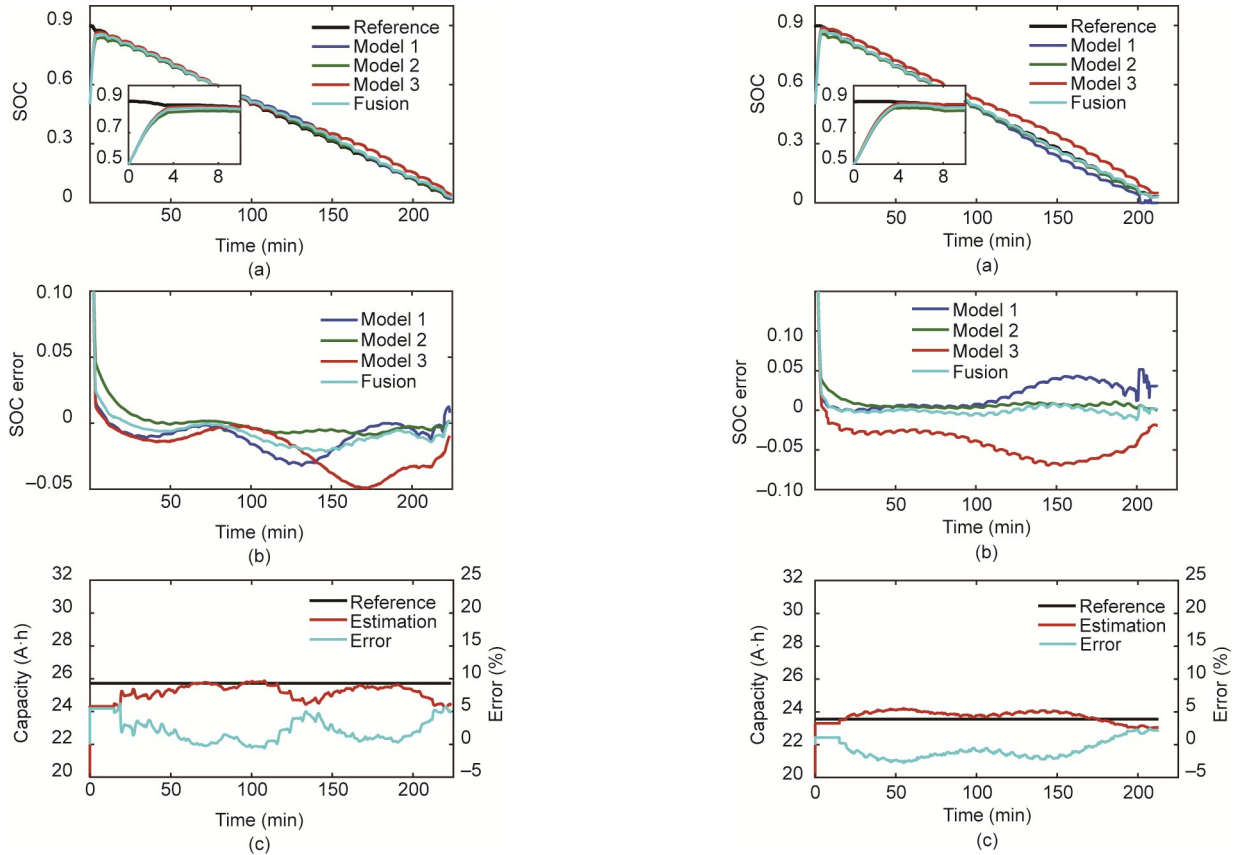 0.9
0.6
0.3
0
SOC
Reference
Model 1
Model 2
Model 3
Fusion
0.9
0.7
0.5
0 4 8
50 100 150 200
Time (min)
(a)
0.9
0.6
0.3
0
SOC
Reference
Model 1
Model 2
Model 3
Fusion
0.9
0.7
0.5
0 4 8
50 100 150 200
Time (min)
(a)
0.10
0.05
0
–0.05
SOC error
Model 1
Model 2
Model 3
Fusion
50 100 150 200
Time (min)
(b)
0.10
0.05
0
–0.05
–0.10
SOC error
Model 1
Model 2
Model 3
Fusion
50 100 150 200
Time (min)
(b)
32
30
28
26
24
22
20
Capacity (A·h)
Reference
Estimation
Error
25
20
15
10
5
0
–5
Error (%)
0 50 100 150 200
Time (min)
(c)
32
30
28
26
24
22
20
Capacity (A·h)
Reference
Estimation
Error
25
20
15
10
5
0
–5
Error (%)
0 50 100 150 200
Time (min)
(c)